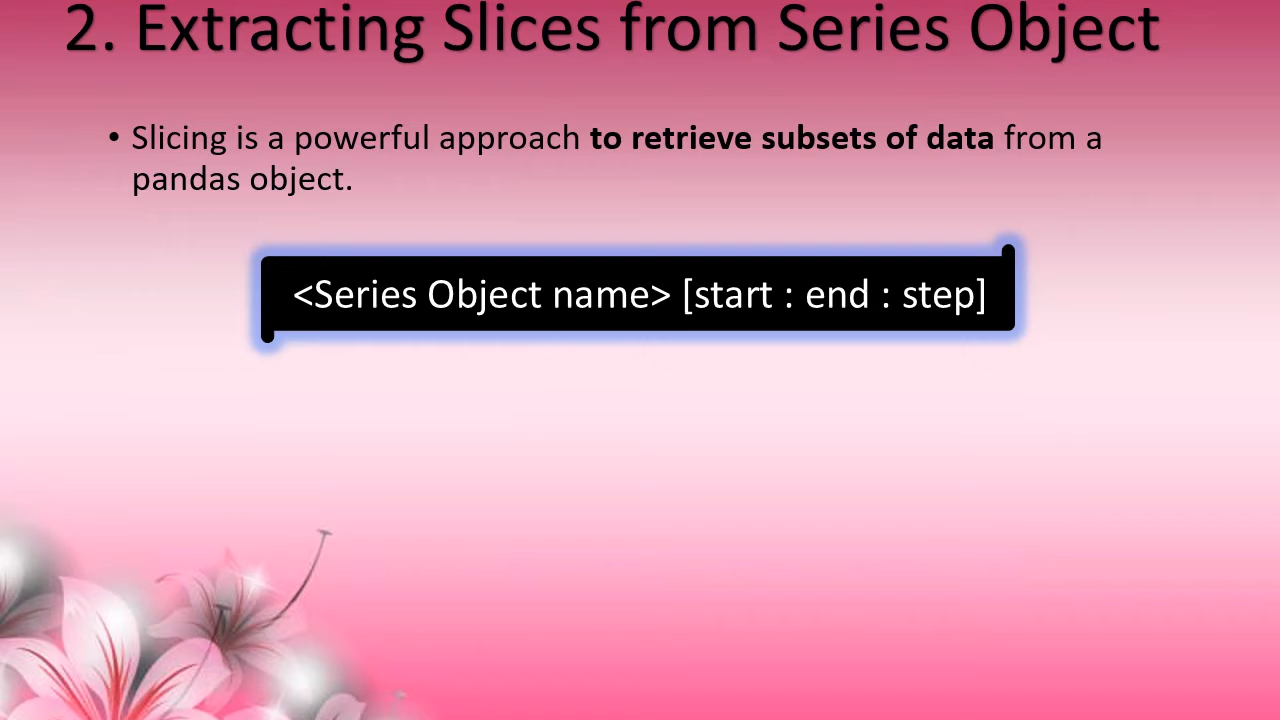 2. Extracting Slices from Series Object
• Slicing is a powerful approach to retrieve subsets of data from a
pandas object.
<Series Object name> [start : end : step]